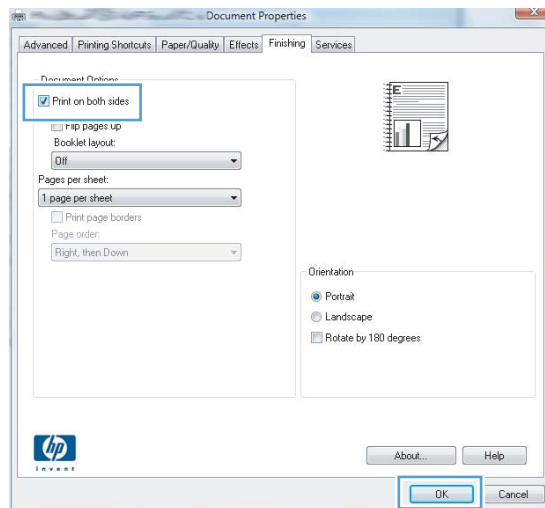 Document Properties
Advanced
Printing Shortcuts
Paper/Quality
Effects
Finishing
Services
Document Options
Print on both sides
Flip pages up
Booklet layout:
Off
Pages per sheet:
1 page per sheet
Print page borders
Page order:
Right, then Down
E
Orientation
Portrait
Landscape
Rotate by 180 degrees
hp
invent
About...
Help
OK
Cancel